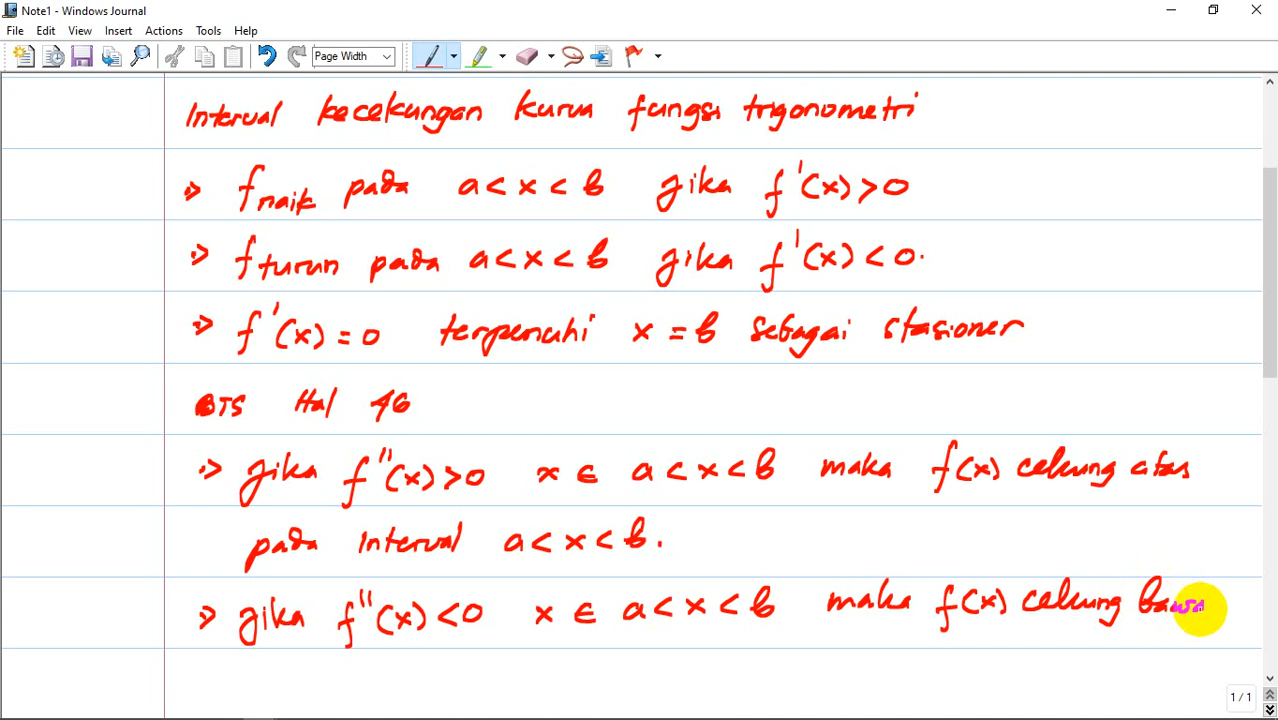 Note1 - Windows Journal
File Edit View Insert Actions Tools Help
Page Width
Interval kecekungan kurva fungsi trigonometri
=> f naik pada a < x < b jika f'(x) > 0
=> f turun pada a < x < b jika f'(x) < 0.
=> f'(x) = 0 terpenuhi x = b sebagai stasioner
BTS Hal 46
=> jika f''(x) > 0 x ∈ a < x < b maka f(x) cekung atas
pada interval a < x < b.
=> jika f''(x) < 0 x ∈ a < x < b maka f(x) cekung bawa
1 / 1